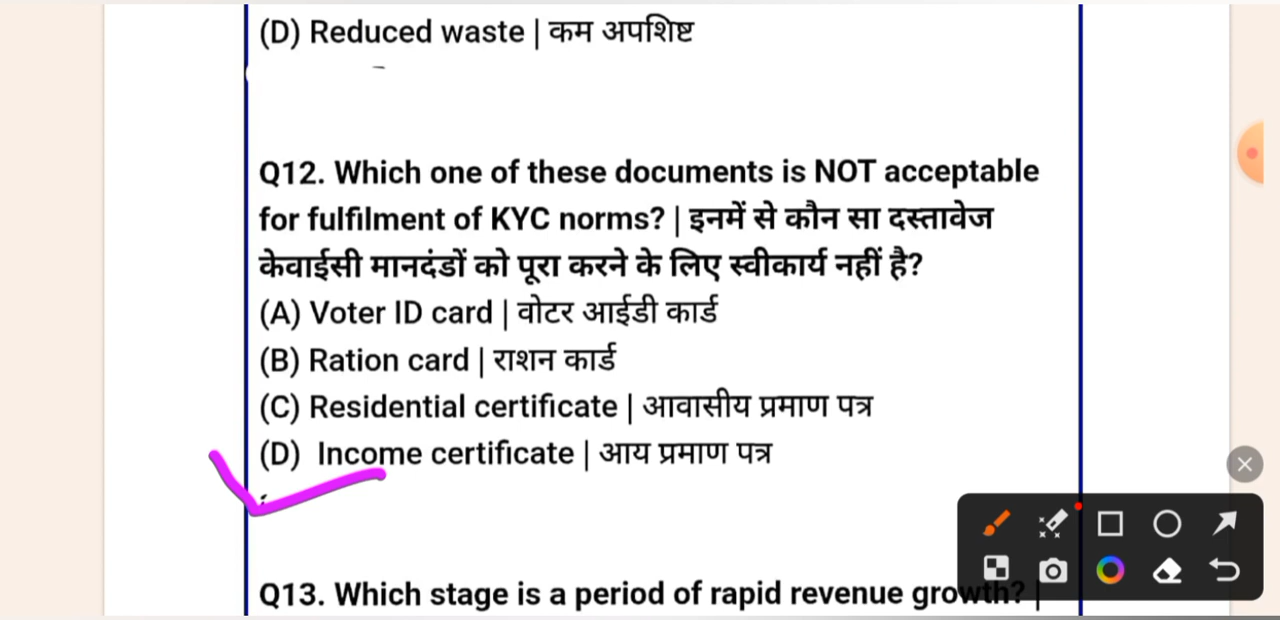 (D) Reduced waste | कम अपशिष्ट
Q12. Which one of these documents is NOT acceptable
for fulfilment of KYC norms? | इनमें से कौन सा दस्तावेज
केवाईसी मानदंडों को पूरा करने के लिए स्वीकार्य नहीं है?
(A) Voter ID card | वोटर आईडी कार्ड
(B) Ration card | राशन कार्ड
(C) Residential certificate | आवासीय प्रमाण पत्र
(D) Income certificate | आय प्रमाण पत्र
Q13. Which stage is a period of rapid revenue growth? |